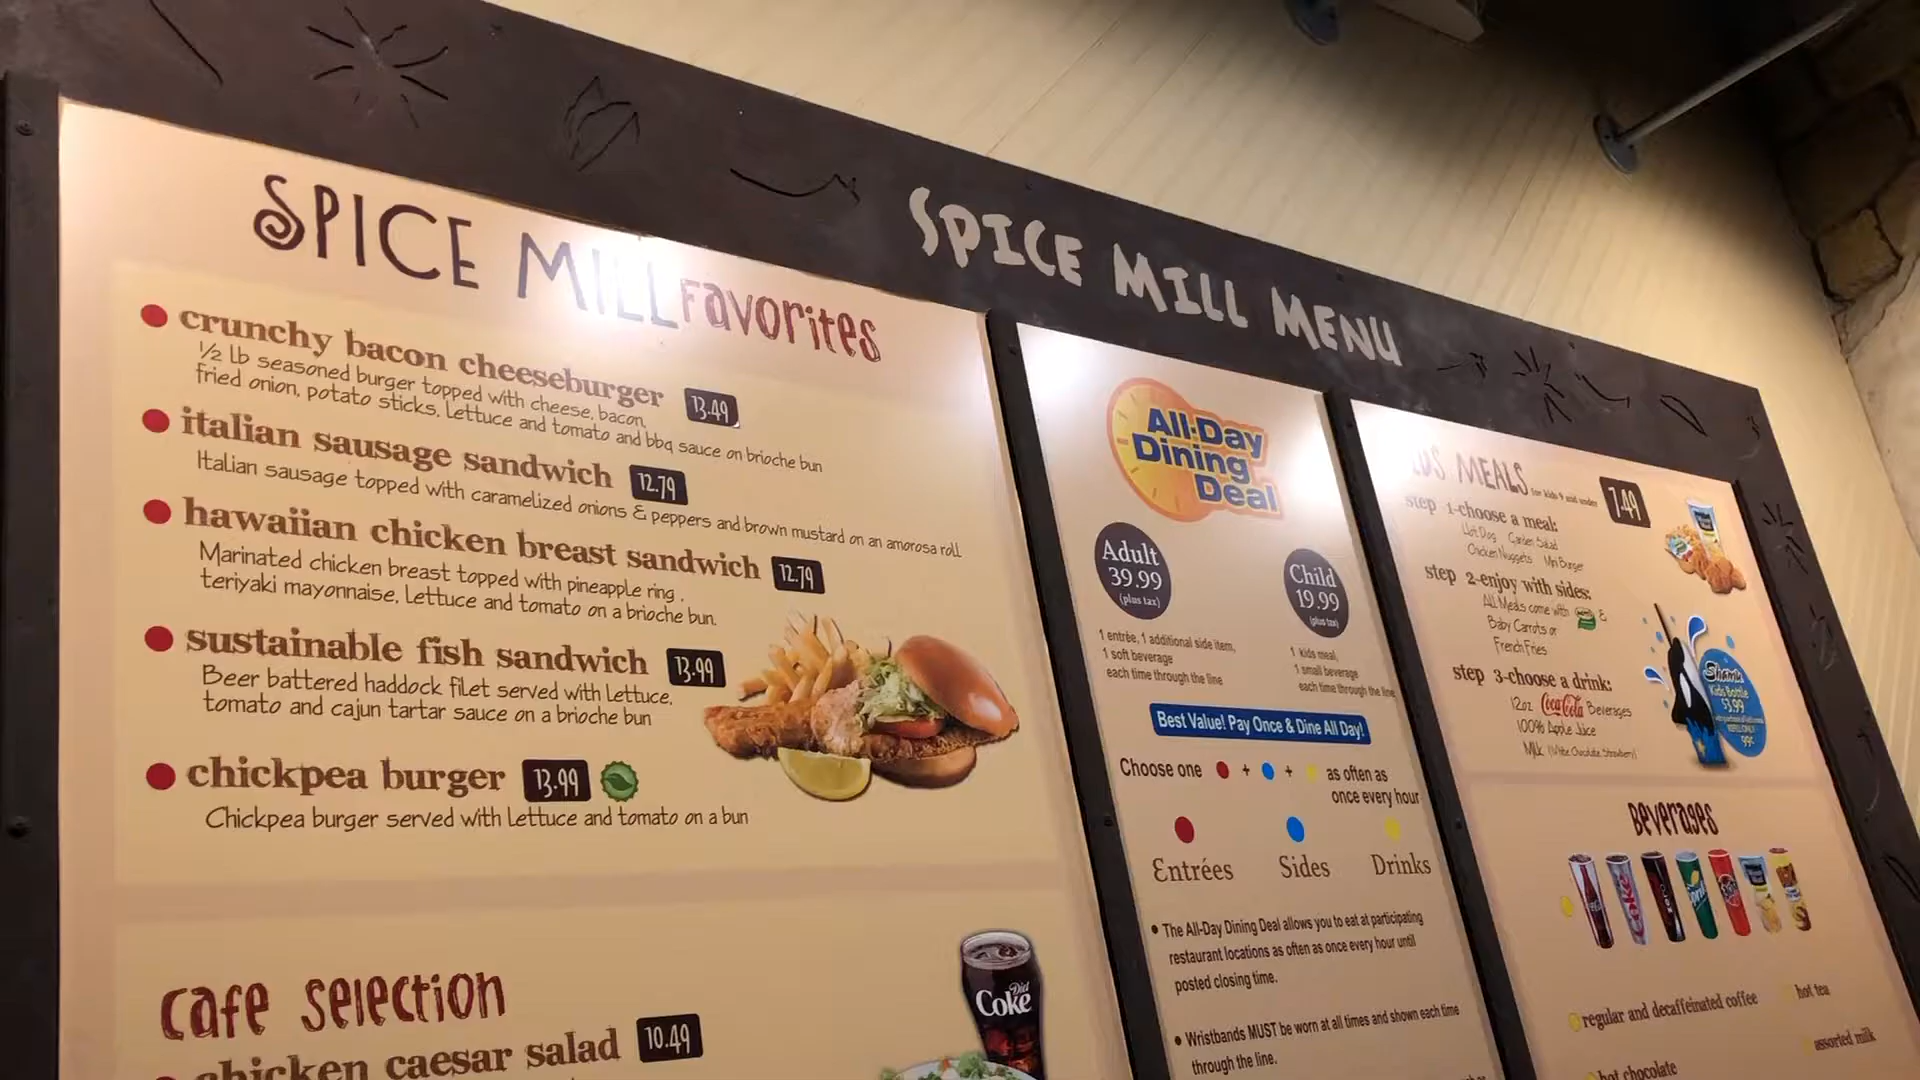 SPICE MILL MENU
SPICE MILL Favorites
crunchy bacon cheeseburger 13.49
½ lb seasoned burger topped with cheese, bacon,
fried onion, potato sticks, lettuce and tomato and bbq sauce on brioche bun
italian sausage sandwich 12.79
Italian sausage topped with caramelized onions & peppers and brown mustard on an amorosa roll
hawaiian chicken breast sandwich 12.79
Marinated chicken breast topped with pineapple ring,
teriyaki mayonnaise, lettuce and tomato on a brioche bun.
sustainable fish sandwich 13.99
Beer battered haddock filet served with lettuce,
tomato and cajun tartar sauce on a brioche bun
chickpea burger 13.99
Chickpea burger served with lettuce and tomato on a bun
Cafe Selection
chicken caesar salad 10.49
Diet
Coke
All-Day
Dining
Deal
Adult
39.99
(plus tax)
Child
19.99
(plus tax)
1 entrée, 1 additional side item,
1 soft beverage
each time through the line
1 kids meal,
1 small beverage
each time through the line
Best Value! Pay Once & Dine All Day!
Choose one + + as often as
once every hour
Entrées Sides Drinks
• The All-Day Dining Deal allows you to eat at participating
restaurant locations as often as once every hour until
posted closing time.
• Wristbands MUST be worn at all times and shown each time
through the line.
MEALS for kids 9 and under 7.49
step 1-choose a meal:
Hot Dog Garden Salad
Chicken Nuggets Mini Burger
step 2-enjoy with sides:
All Meals come with &
Baby Carrots or
French Fries
step 3-choose a drink:
12oz Coca-Cola Beverages
100% Apple Juice
Milk (White, Chocolate, Strawberry)
Shamu
Kids Bottle
$3.99
99¢
Beverages
regular and decaffeinated coffee
hot tea
assorted milk
hot chocolate